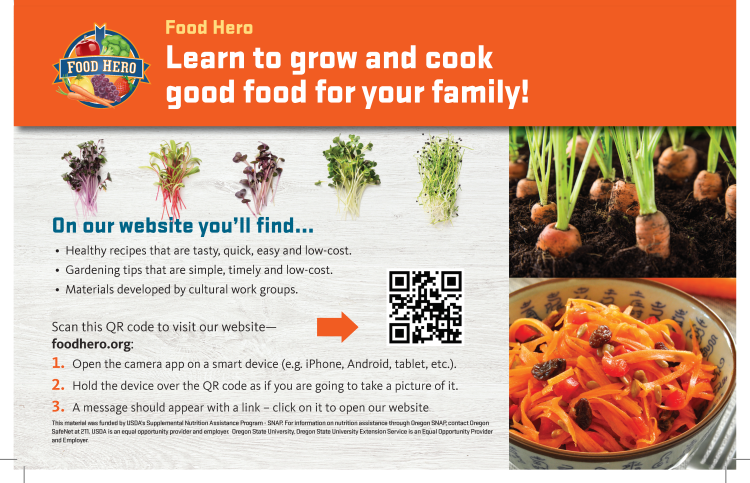 Food Hero
FOOD HERO
Learn to grow and cook
good food for your family!
On our website you'll find...
• Healthy recipes that are tasty, quick, easy and low-cost.
• Gardening tips that are simple, timely and low-cost.
• Materials developed by cultural work groups.
Scan this QR code to visit our website—
foodhero.org:
1. Open the camera app on a smart device (e.g. iPhone, Android, tablet, etc.).
2. Hold the device over the QR code as if you are going to take a picture of it.
3. A message should appear with a link – click on it to open our website
This material was funded by USDA's Supplemental Nutrition Assistance Program - SNAP. For information on nutrition assistance through Oregon SNAP, contact Oregon
SafeNet at 211. USDA is an equal opportunity provider and employer. Oregon State University, Oregon State University Extension Service is an Equal Opportunity Provider
and Employer.